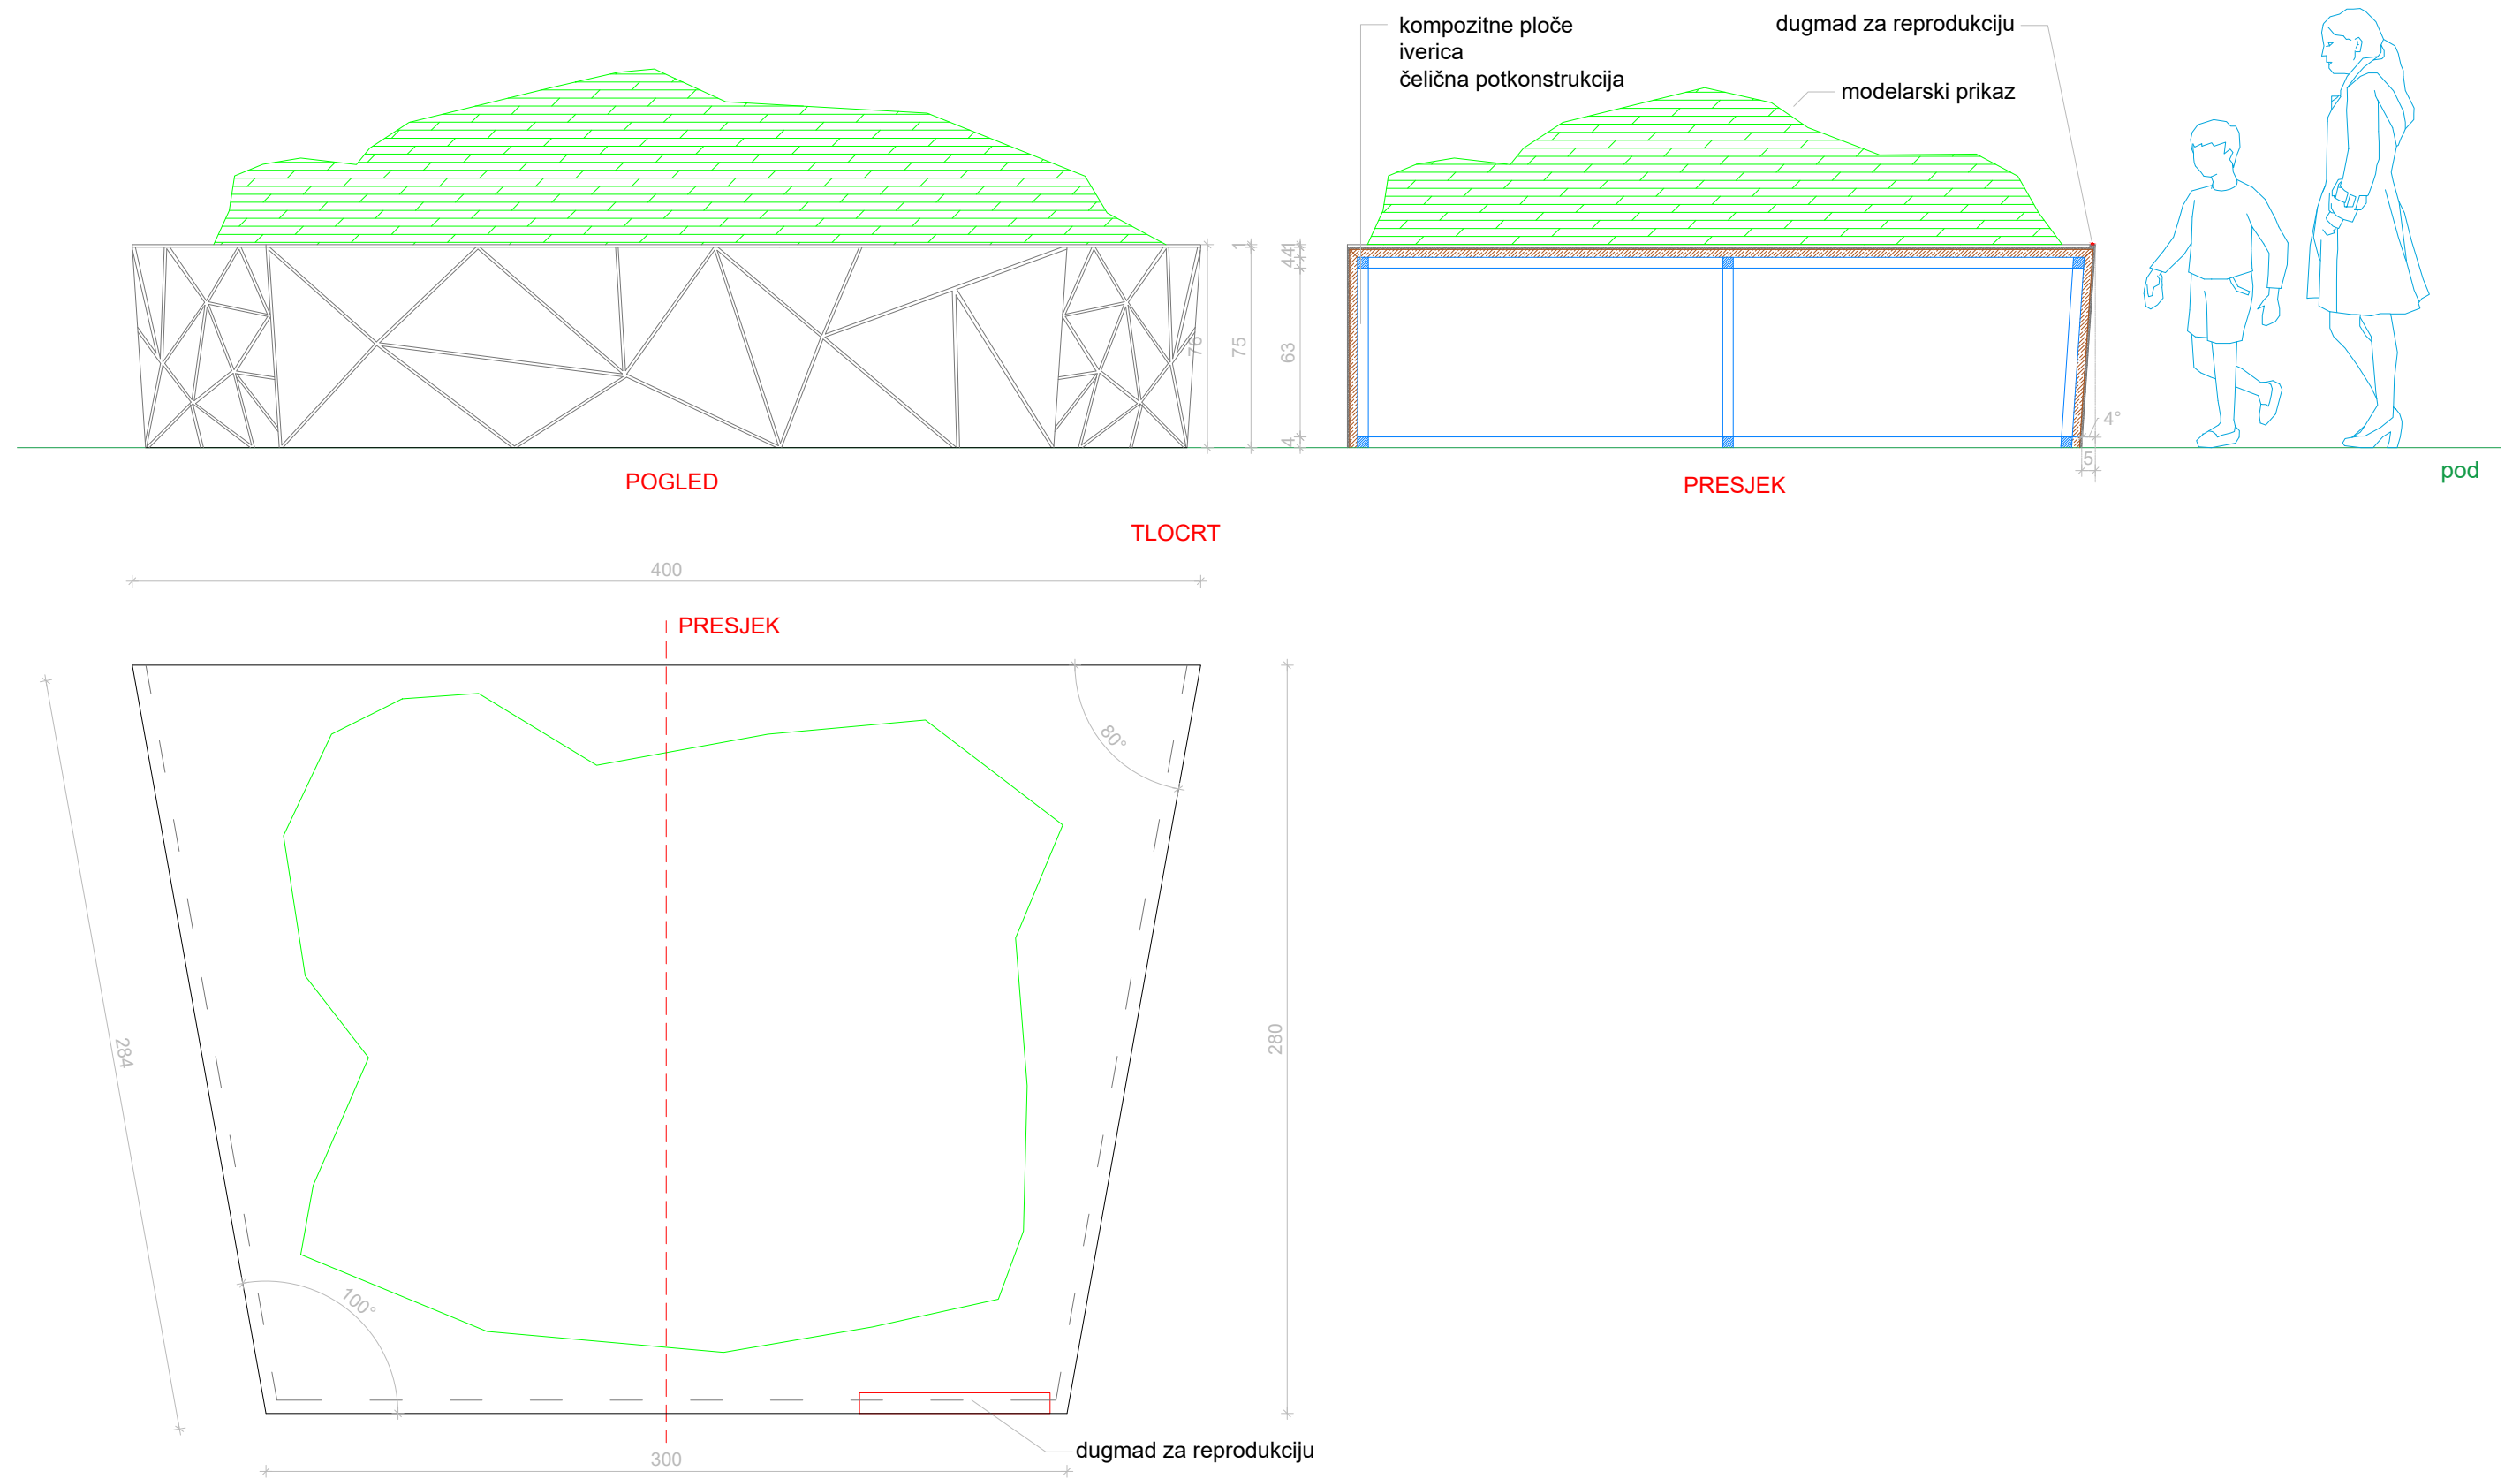 kompozitne ploče
iverica
čelična potkonstrukcija
dugmad za reprodukciju
modelarski prikaz
76
75
1
1
4
4
63
4
4°
5
POGLED
PRESJEK
pod
TLOCRT
400
PRESJEK
80°
284
280
100°
dugmad za reprodukciju
300